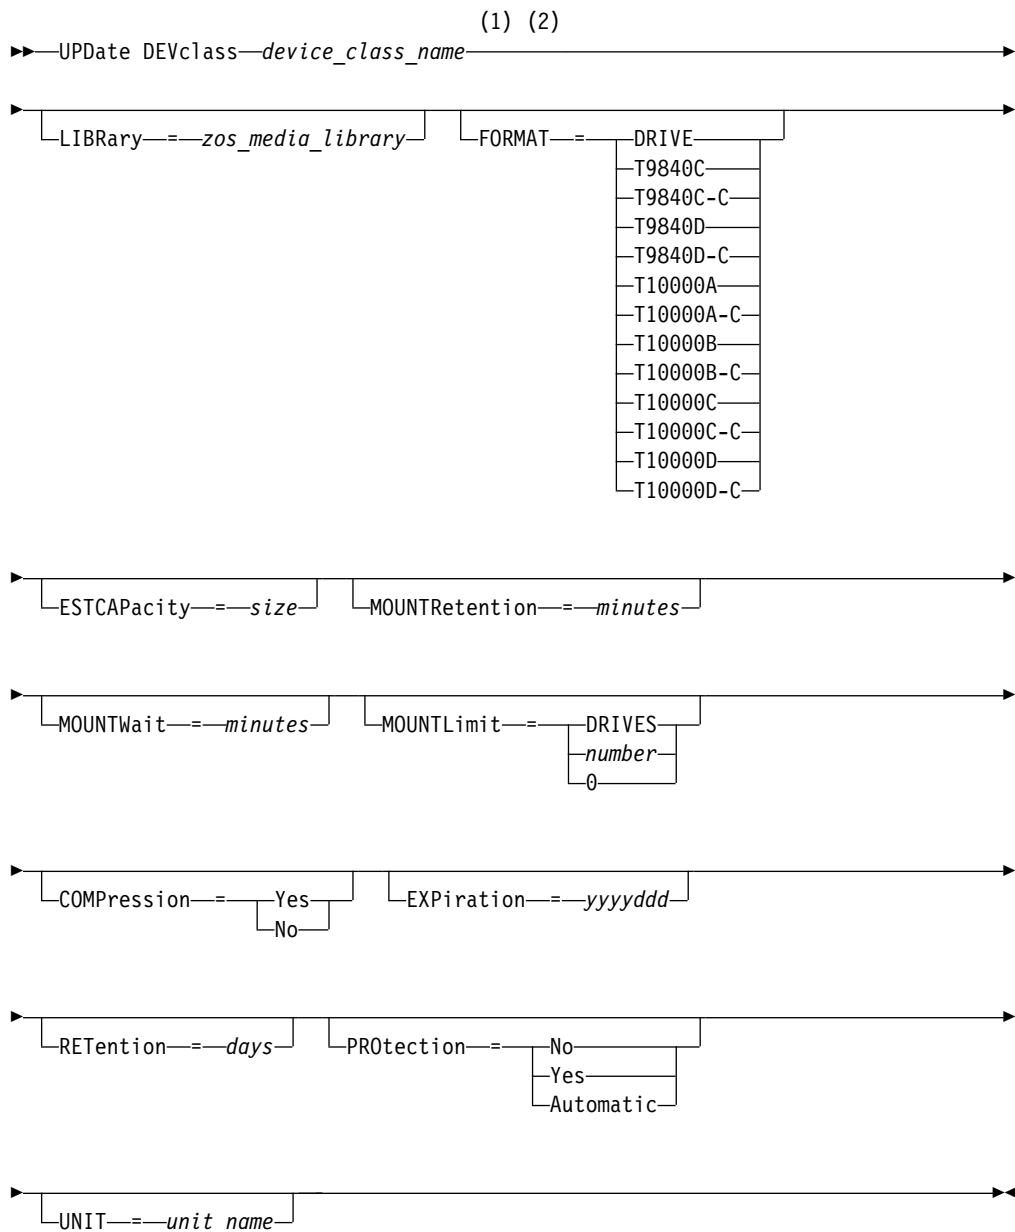 (1) (2)
UPDate DEVclass device_class_name
LIBRary = zos_media_library FORMAT = DRIVE
T9840C
T9840C-C
T9840D
T9840D-C
T10000A
T10000A-C
T10000B
T10000B-C
T10000C
T10000C-C
T10000D
T10000D-C
ESTCAPacity = size MOUNTRetention = minutes
MOUNTWait = minutes MOUNTLimit = DRIVES
number
0
COMPression = Yes EXPiration = yyyyddd
No
RETention = days PROtection = No
Yes
Automatic
UNIT = unit_name